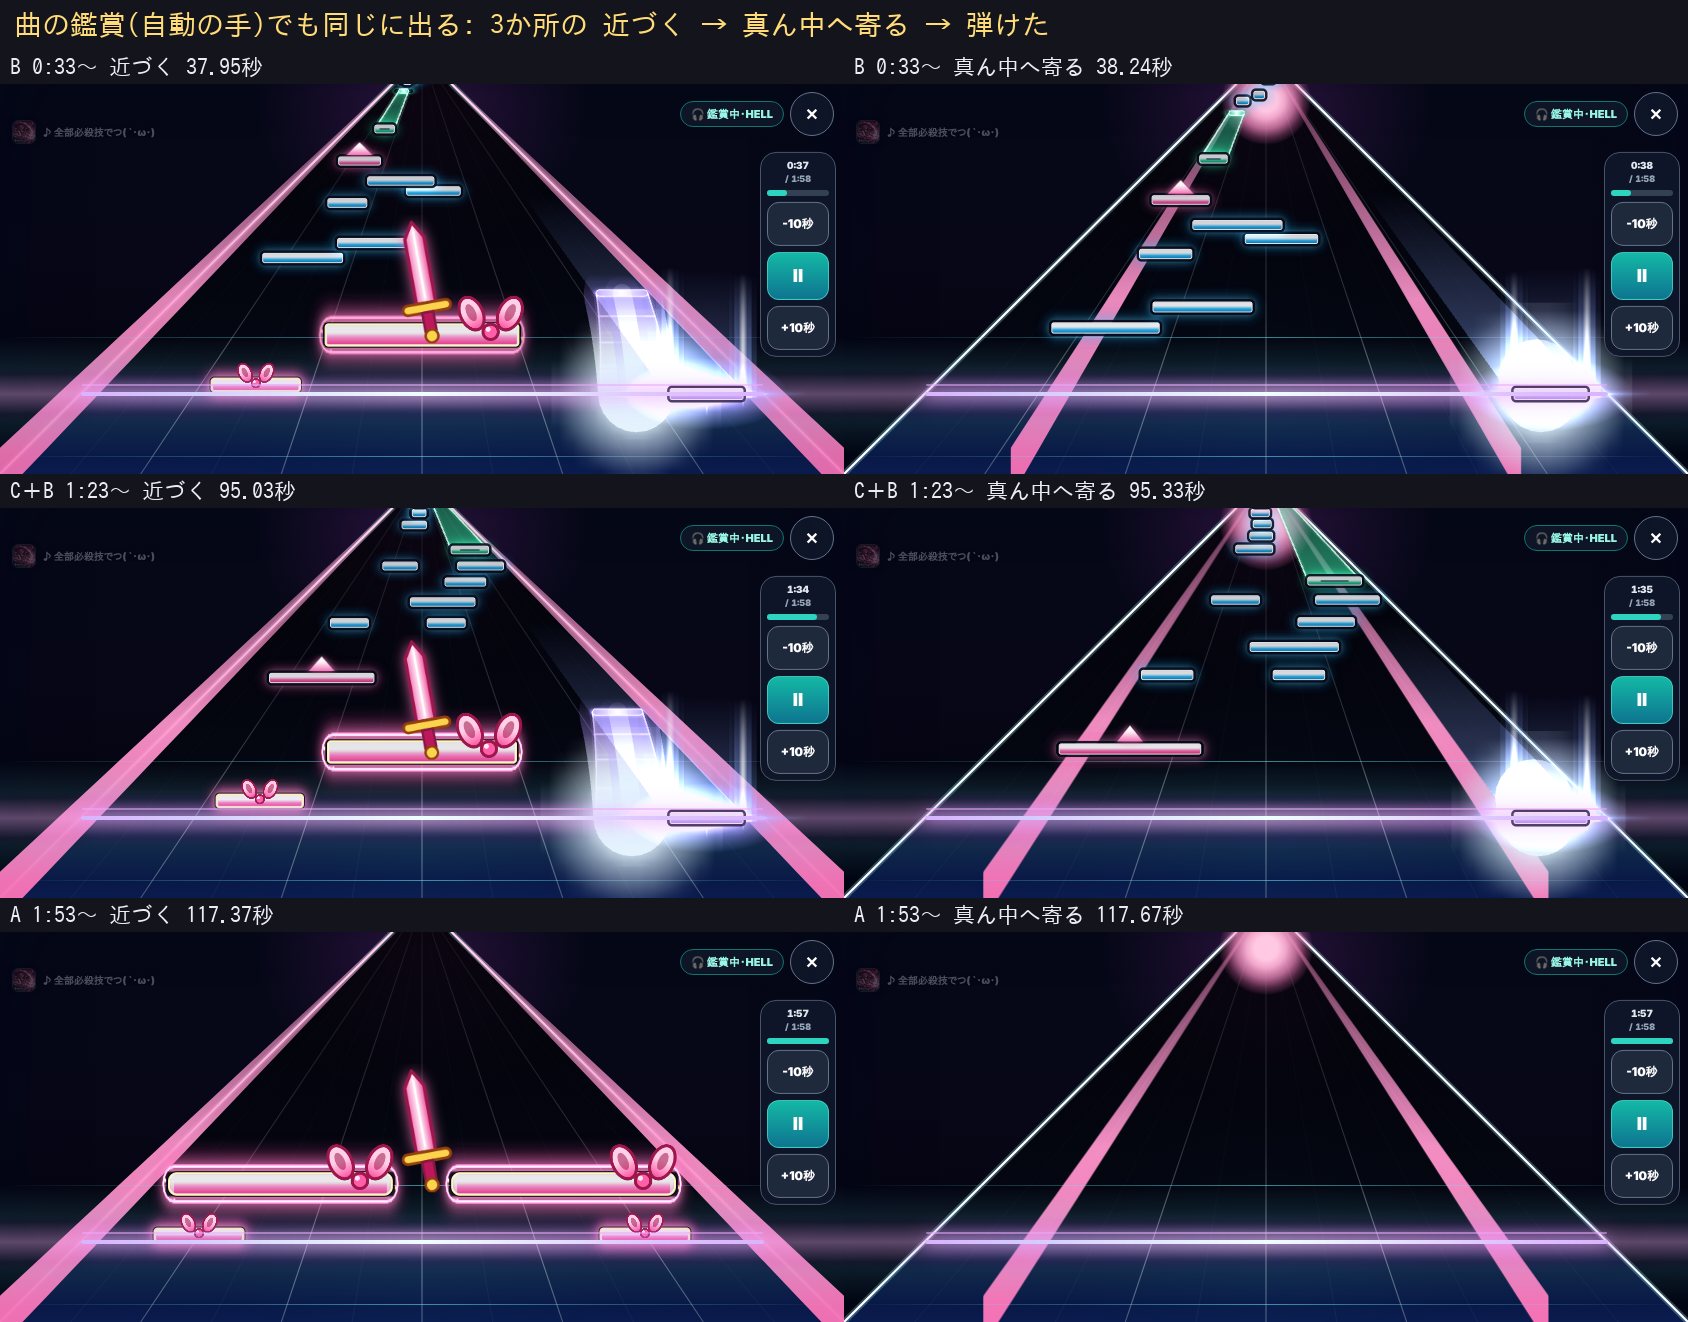 曲の鑑賞(自動の手)でも同じに出る: 3か所の 近づく → 真ん中へ寄る → 弾けた
B 0:33〜 近づく 37.95秒
♪ 全部必殺技でつ(`･ω･)
🎧 鑑賞中·HELL
×
0:37
/ 1:58
-10秒
+10秒
B 0:33〜 真ん中へ寄る 38.24秒
♪ 全部必殺技でつ(`･ω･)
🎧 鑑賞中·HELL
×
0:38
/ 1:58
-10秒
+10秒
C+B 1:23〜 近づく 95.03秒
♪ 全部必殺技でつ(`･ω･)
🎧 鑑賞中·HELL
×
1:34
/ 1:58
-10秒
+10秒
C+B 1:23〜 真ん中へ寄る 95.33秒
♪ 全部必殺技でつ(`･ω･)
🎧 鑑賞中·HELL
×
1:35
/ 1:58
-10秒
+10秒
A 1:53〜 近づく 117.37秒
♪ 全部必殺技でつ(`･ω･)
🎧 鑑賞中·HELL
×
1:57
/ 1:58
-10秒
+10秒
A 1:53〜 真ん中へ寄る 117.67秒
♪ 全部必殺技でつ(`･ω･)
🎧 鑑賞中·HELL
×
1:57
/ 1:58
-10秒
+10秒